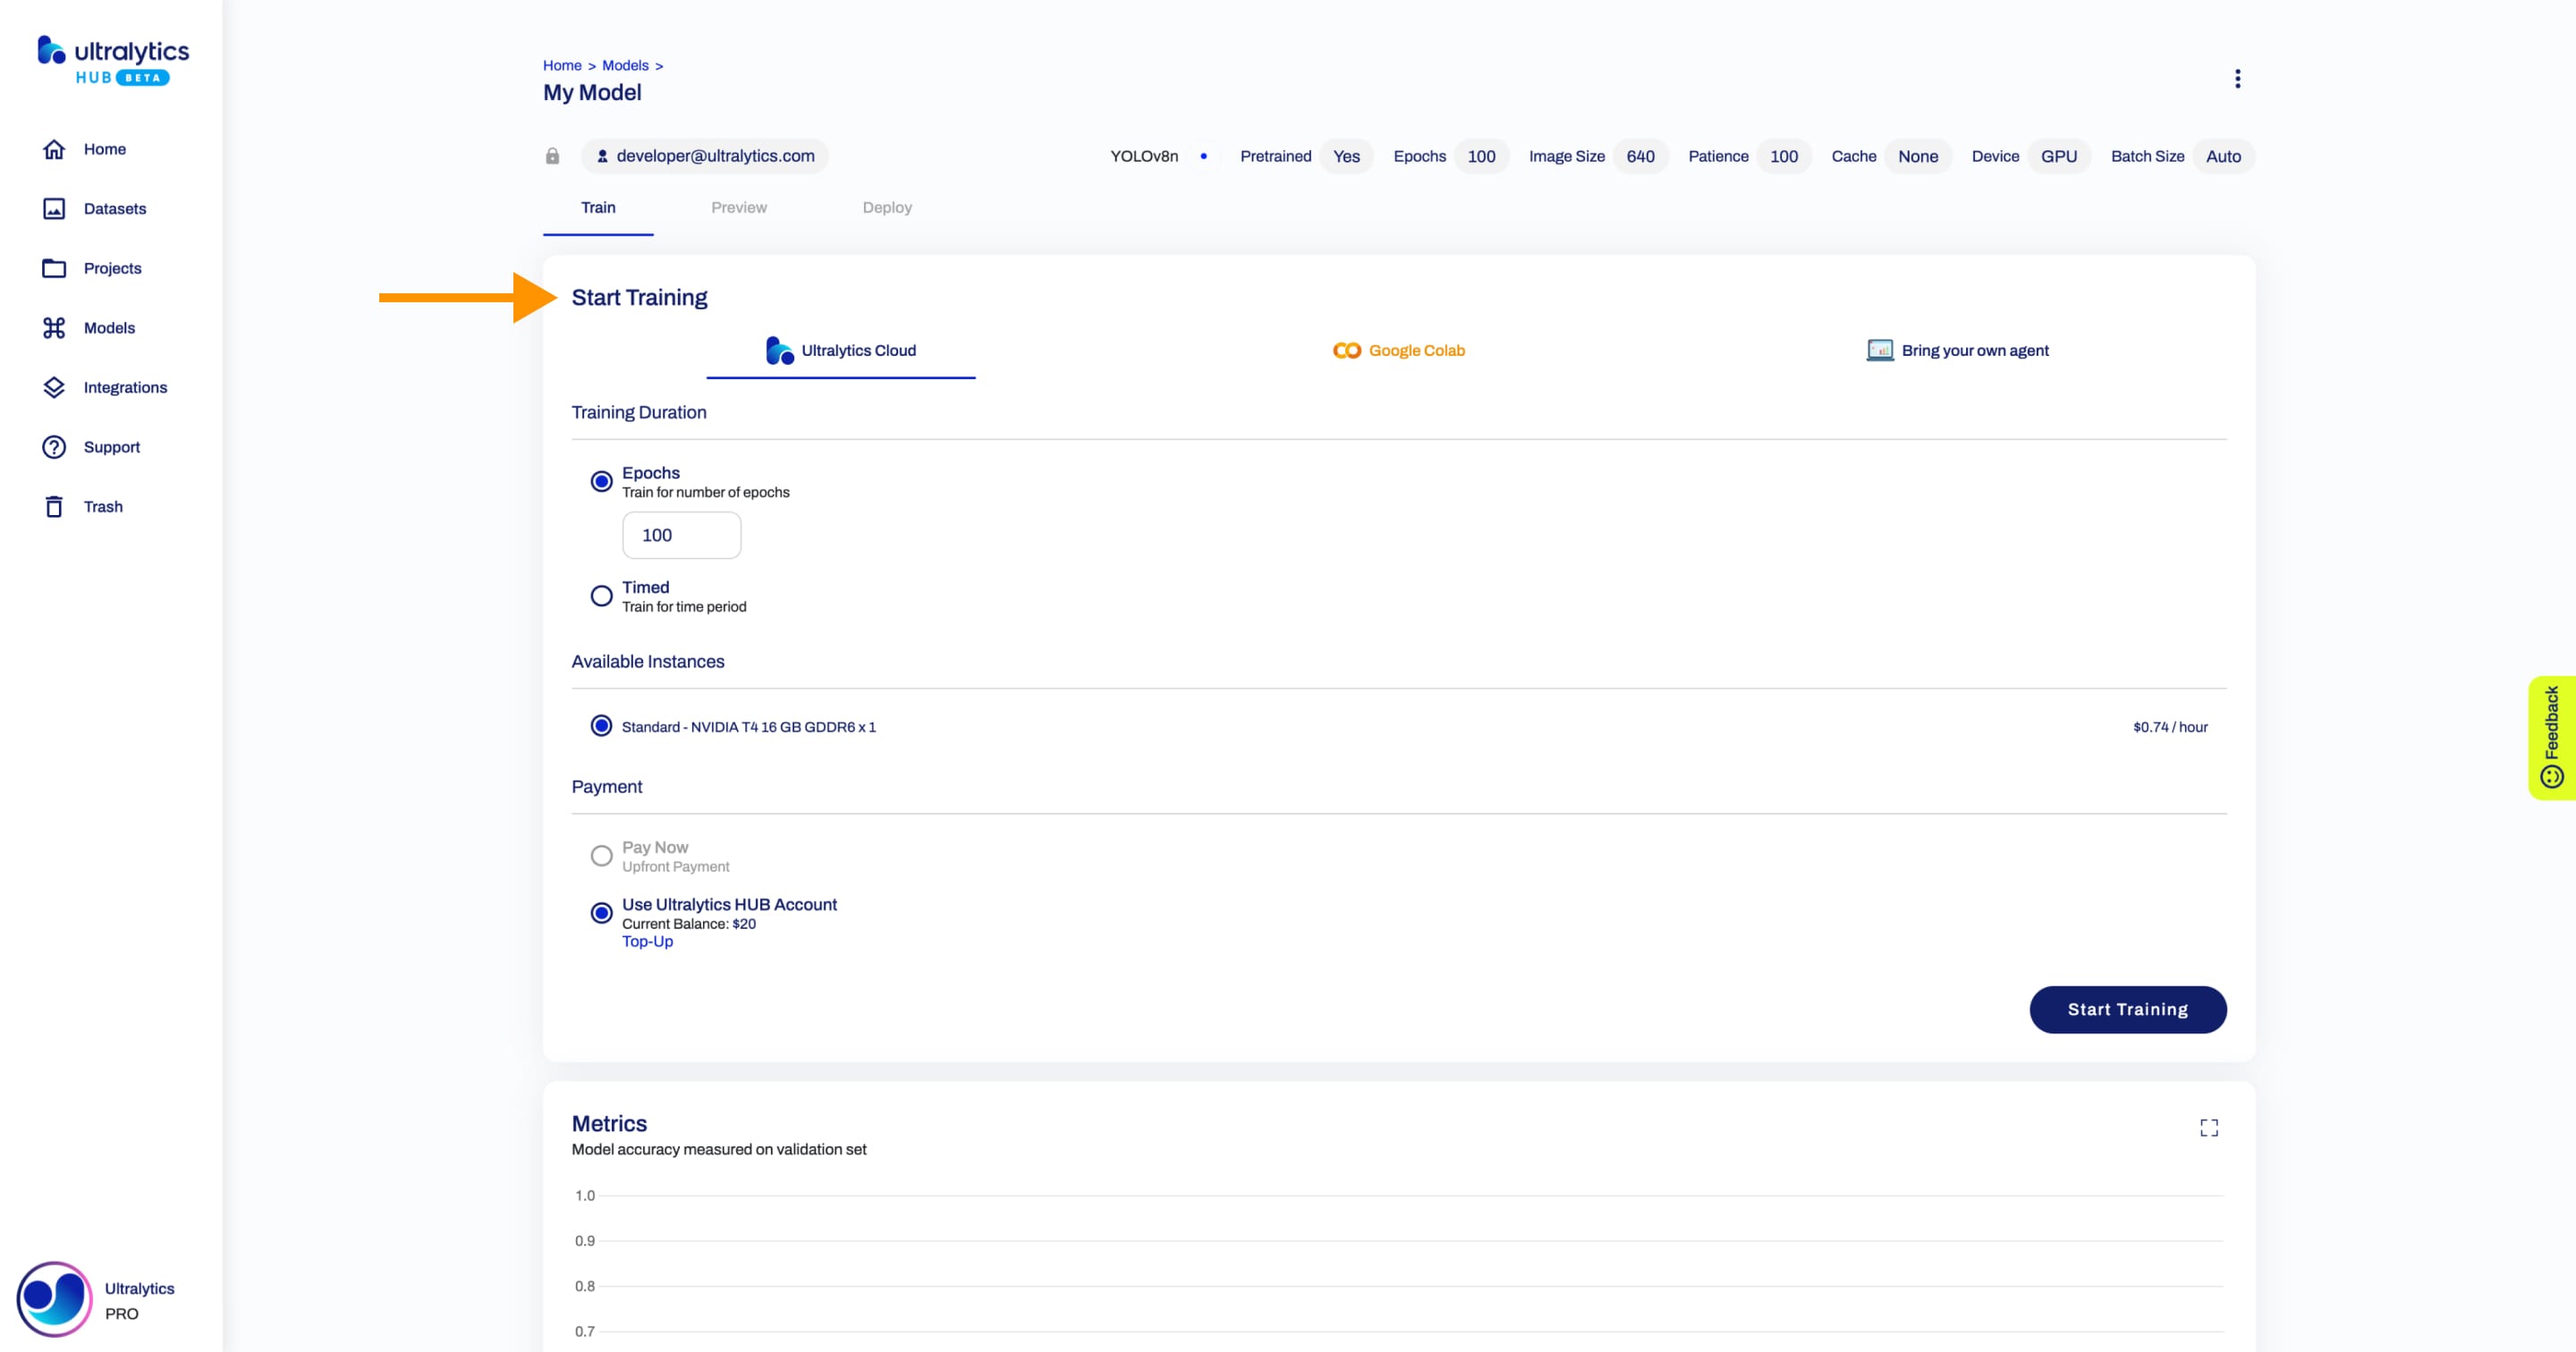 ultralytics
HUB BETA
Home
Datasets
Projects
Models
Integrations
Support
Trash
Ultralytics
PRO
Home > Models >
My Model
developer@ultralytics.com
YOLOv8n Pretrained Yes Epochs 100 Image Size 640 Patience 100 Cache None Device GPU Batch Size Auto
Train Preview Deploy
Start Training
Ultralytics Cloud Google Colab Bring your own agent
Training Duration
Epochs
Train for number of epochs
100
Timed
Train for time period
Available Instances
Standard - NVIDIA T4 16 GB GDDR6 x 1 $0.74 / hour
Payment
Pay Now
Upfront Payment
Use Ultralytics HUB Account
Current Balance: $20
Top-Up
Start Training
Metrics
Model accuracy measured on validation set
1.0
0.9
0.8
0.7
Feedback